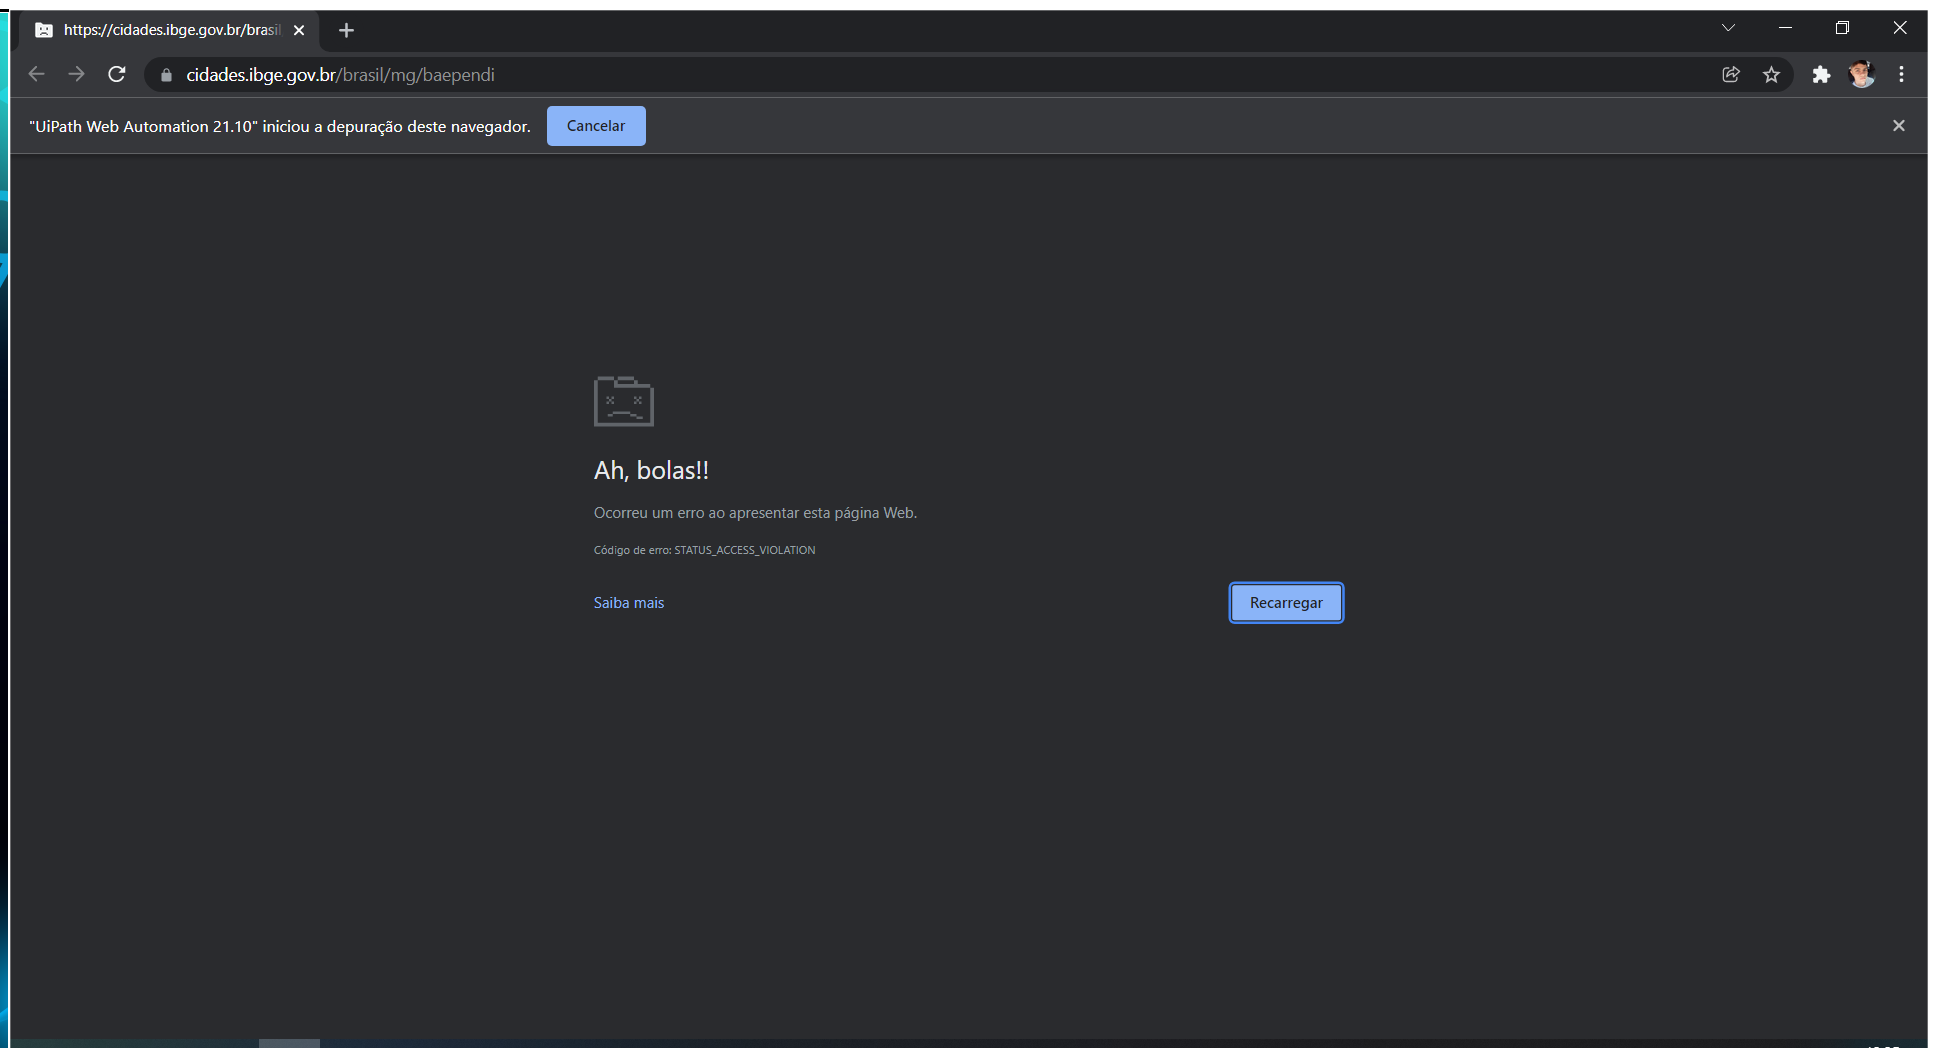 https://cidades.ibge.gov.br/brasil
cidades.ibge.gov.br/brasil/mg/baependi
"UiPath Web Automation 21.10" iniciou a depuração deste navegador.
Cancelar
Ah, bolas!!
Ocorreu um erro ao apresentar esta página Web.
Código de erro: STATUS_ACCESS_VIOLATION
Saiba mais
Recarregar